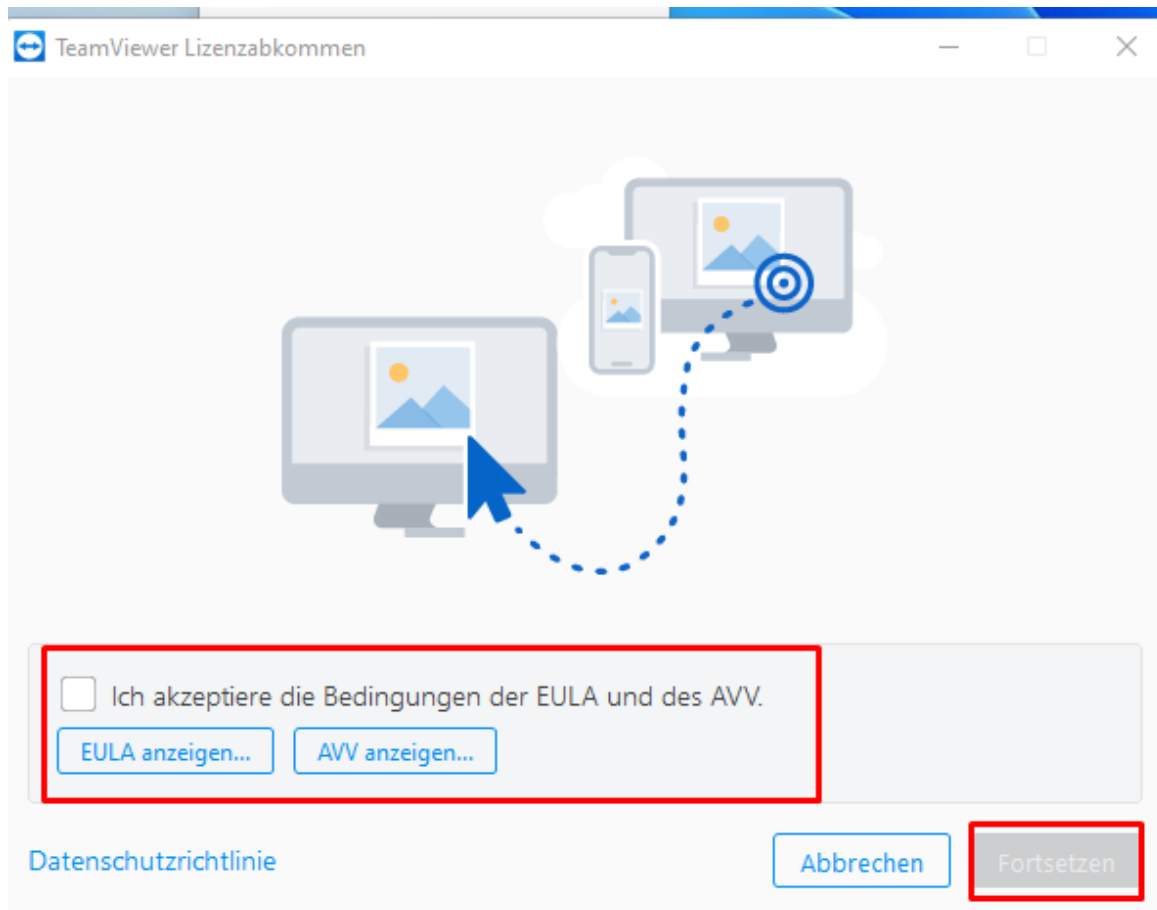 TeamViewer Lizenzabkommen
Ich akzeptiere die Bedingungen der EULA und des AVV.
EULA anzeigen... AVV anzeigen...
Datenschutzrichtlinie Abbrechen Fortsetzen